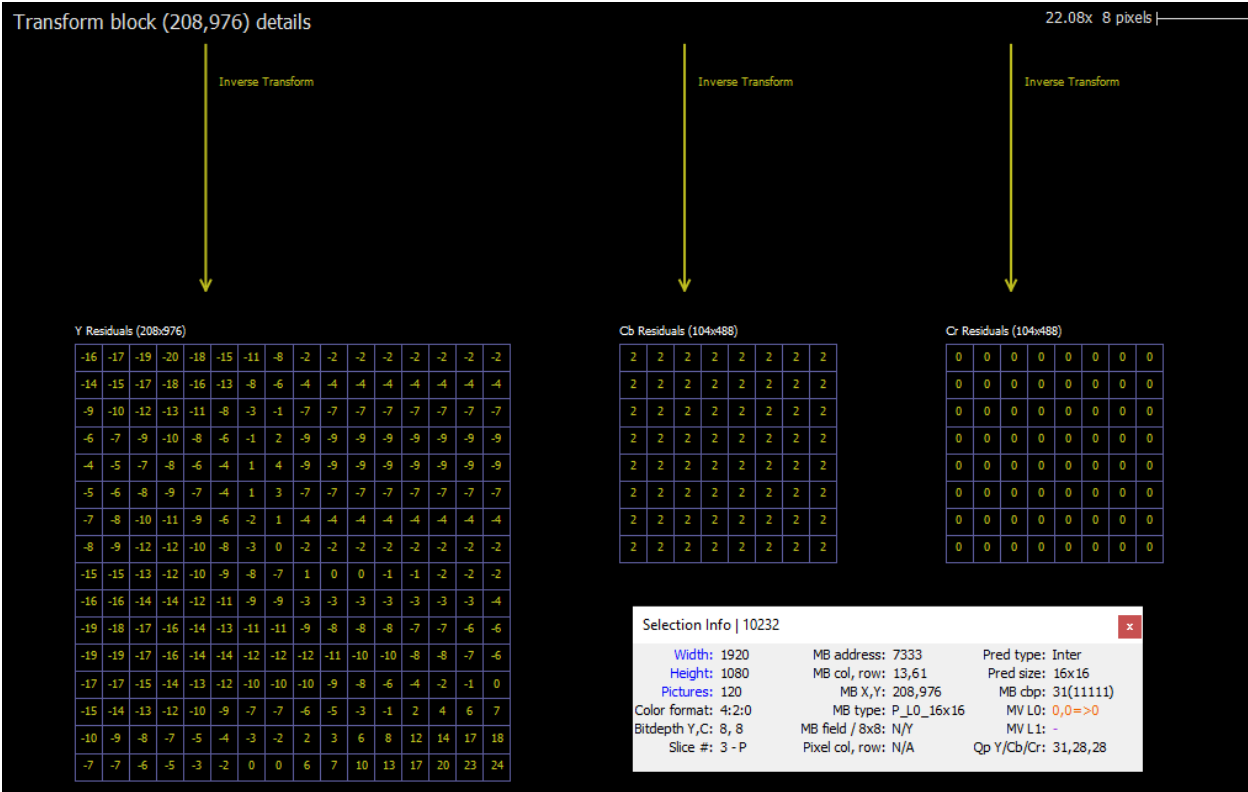 Transform block (208,976) details
22.08x 8 pixels
Inverse Transform Inverse Transform Inverse Transform
Y Residuals (208x976) Cb Residuals (104x488) Cr Residuals (104x488)
-16 -17 -19 -20 -18 -15 -11 -8 -2 -2 -2 -2 -2 -2 -2 -2 2 2 2 2 2 2 2 2 0 0 0 0 0 0 0 0
-14 -15 -17 -18 -16 -13 -8 -6 -4 -4 -4 -4 -4 -4 -4 -4 2 2 2 2 2 2 2 2 0 0 0 0 0 0 0 0
-9 -10 -12 -13 -11 -8 -3 -1 -7 -7 -7 -7 -7 -7 -7 -7 2 2 2 2 2 2 2 2 0 0 0 0 0 0 0 0
-6 -7 -9 -10 -8 -6 -1 2 -9 -9 -9 -9 -9 -9 -9 -9 2 2 2 2 2 2 2 2 0 0 0 0 0 0 0 0
-4 -5 -7 -8 -6 -4 1 4 -9 -9 -9 -9 -9 -9 -9 -9 2 2 2 2 2 2 2 2 0 0 0 0 0 0 0 0
-5 -6 -8 -9 -7 -4 1 3 -7 -7 -7 -7 -7 -7 -7 -7 2 2 2 2 2 2 2 2 0 0 0 0 0 0 0 0
-7 -8 -10 -11 -9 -6 -2 1 -4 -4 -4 -4 -4 -4 -4 -4 2 2 2 2 2 2 2 2 0 0 0 0 0 0 0 0
-8 -9 -12 -12 -10 -8 -3 0 -2 -2 -2 -2 -2 -2 -2 -2 2 2 2 2 2 2 2 2 0 0 0 0 0 0 0 0
-15 -15 -13 -12 -10 -9 -8 -7 1 0 0 -1 -1 -2 -2 -2
-16 -16 -14 -14 -12 -11 -9 -9 -3 -3 -3 -3 -3 -3 -3 -4
-19 -18 -17 -16 -14 -13 -11 -11 -9 -8 -8 -8 -7 -7 -6 -6
-19 -19 -17 -16 -14 -14 -12 -12 -12 -11 -10 -10 -8 -8 -7 -6
-17 -17 -15 -14 -13 -12 -10 -10 -10 -9 -8 -6 -4 -2 -1 0
-15 -14 -13 -12 -10 -9 -7 -7 -6 -5 -3 -1 2 4 6 7
-10 -9 -8 -7 -5 -4 -3 -2 2 3 6 8 12 14 17 18
-7 -7 -6 -5 -3 -2 0 0 6 7 10 13 17 20 23 24
Selection Info | 10232 x
Width: 1920 MB address: 7333 Pred type: Inter
Height: 1080 MB col, row: 13,61 Pred size: 16x16
Pictures: 120 MB X,Y: 208,976 MB cbp: 31(11111)
Color format: 4:2:0 MB type: P_L0_16x16 MV L0: 0,0=>0
Bitdepth Y,C: 8, 8 MB field / 8x8: N/Y MV L1: -
Slice #: 3 - P Pixel col, row: N/A Qp Y/Cb/Cr: 31,28,28